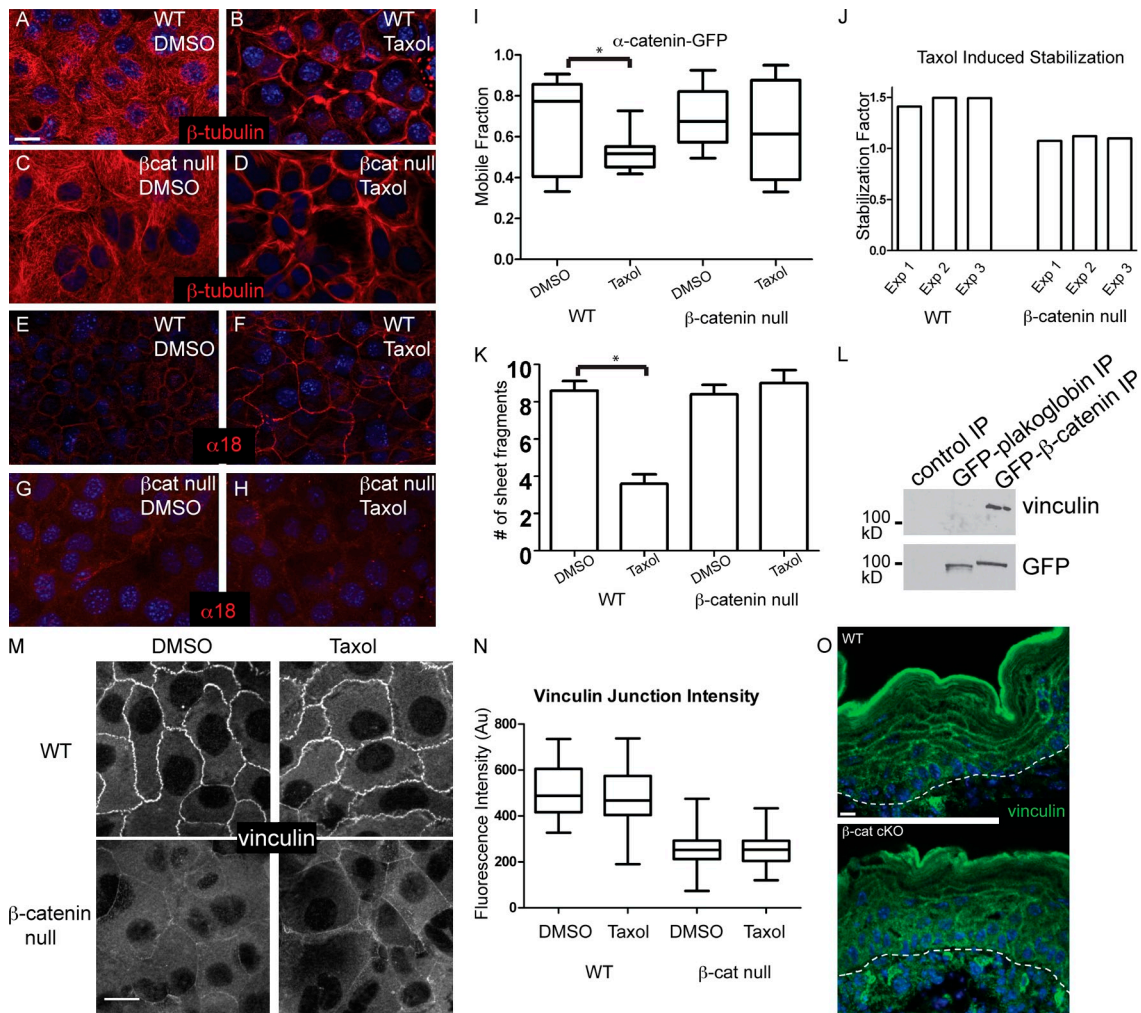 A
WT
DMSO
B
WT
Taxol
β-tubulin
C
βcat null
DMSO
D
βcat null
Taxol
β-tubulin
E
WT
DMSO
F
WT
Taxol
α18
G
βcat null
DMSO
H
βcat null
Taxol
α18
I
α-catenin-GFP
*
Mobile Fraction
1.0
0.8
0.6
0.4
0.2
0.0
DMSO
Taxol
DMSO
Taxol
WT
β-catenin null
J
Taxol Induced Stabilization
Stabilization Factor
1.5
1.0
0.5
0.0
Exp 1
Exp 2
Exp 3
Exp 1
Exp 2
Exp 3
WT
β-catenin null
K
*
# of sheet fragments
10
8
6
4
2
0
DMSO
Taxol
DMSO
Taxol
WT
β-catenin null
L
control IP
GFP-plakoglobin IP
GFP-β-catenin IP
vinculin
100
kD
GFP
100
kD
M
DMSO
Taxol
WT
vinculin
β-catenin
null
N
Vinculin Junction Intensity
Fluorescence Intensity (Au)
800
600
400
200
0
DMSO
Taxol
DMSO
Taxol
WT
β-cat null
O
WT
vinculin
β-cat cKO